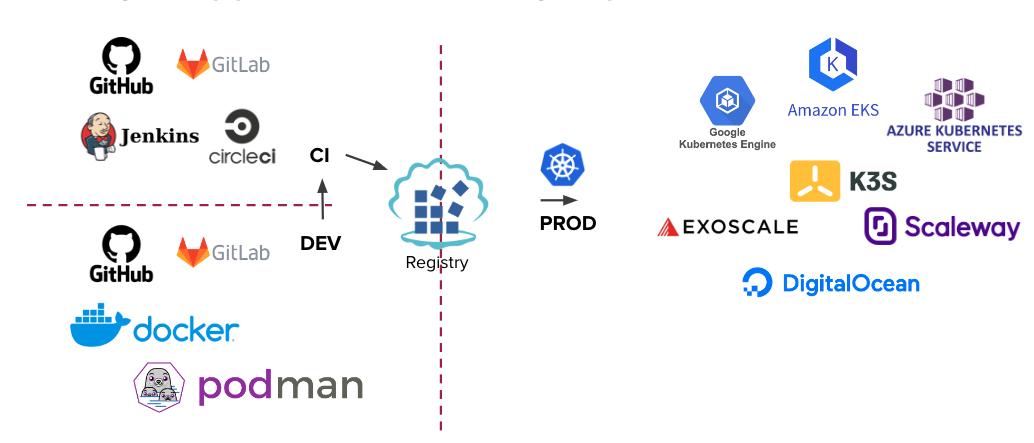 GitHub
GitLab
Jenkins
circleci
CI
DEV
GitHub
GitLab
docker
podman
Registry
PROD
Google
Kubernetes Engine
K
Amazon EKS
AZURE KUBERNETES
SERVICE
K3S
EXOSCALE
Scaleway
DigitalOcean